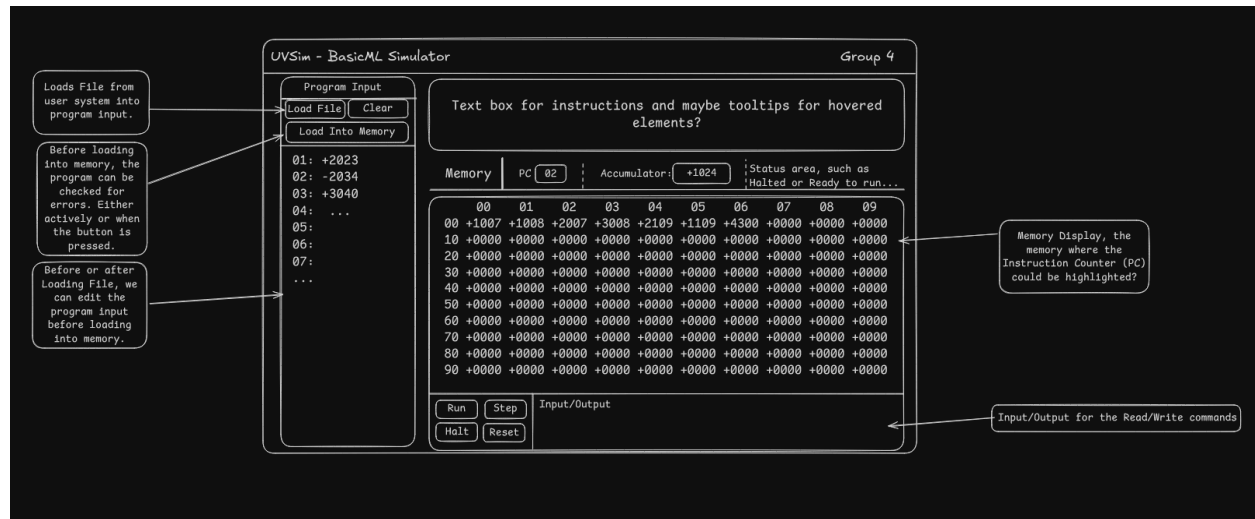 UVSim - BasicML Simulator
Group 4
Loads File from
user system into
program input.
Before loading
into memory, the
program can be
checked for
errors. Either
actively or when
the button is
pressed.
Before or after
Loading File, we
can edit the
program input
before loading
into memory.
Program Input
Load File
Clear
Load Into Memory
01: +2023
02: -2034
03: +3040
04: ...
05:
06:
07:
...
Text box for instructions and maybe tooltips for hovered
elements?
Memory
PC 02
Accumulator: +1024
Status area, such as
Halted or Ready to run...
00 01 02 03 04 05 06 07 08 09
00 +1007 +1008 +2007 +3008 +2109 +1109 +4300 +0000 +0000 +0000
10 +0000 +0000 +0000 +0000 +0000 +0000 +0000 +0000 +0000 +0000
20 +0000 +0000 +0000 +0000 +0000 +0000 +0000 +0000 +0000 +0000
30 +0000 +0000 +0000 +0000 +0000 +0000 +0000 +0000 +0000 +0000
40 +0000 +0000 +0000 +0000 +0000 +0000 +0000 +0000 +0000 +0000
50 +0000 +0000 +0000 +0000 +0000 +0000 +0000 +0000 +0000 +0000
60 +0000 +0000 +0000 +0000 +0000 +0000 +0000 +0000 +0000 +0000
70 +0000 +0000 +0000 +0000 +0000 +0000 +0000 +0000 +0000 +0000
80 +0000 +0000 +0000 +0000 +0000 +0000 +0000 +0000 +0000 +0000
90 +0000 +0000 +0000 +0000 +0000 +0000 +0000 +0000 +0000 +0000
Run
Step
Halt
Reset
Input/Output
Memory Display, the
memory where the
Instruction Counter (PC)
could be highlighted?
Input/Output for the Read/Write commands